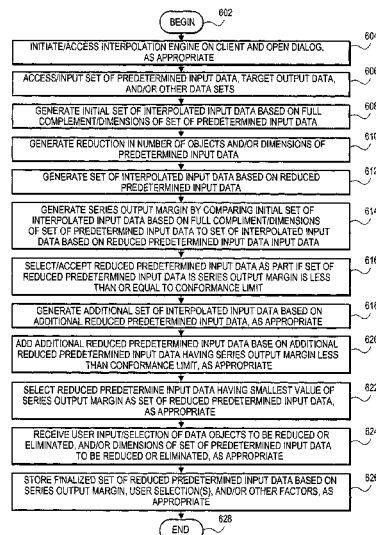 BEGIN
602
604
INITIATE/ACCESS INTERPOLATION ENGINE ON CLIENT AND OPEN DIALOG,
AS APPROPRIATE
606
ACCESS/INPUT SET OF PREDETERMINED INPUT DATA, TARGET OUTPUT DATA,
AND/OR OTHER DATA SETS
608
GENERATE INITIAL SET OF INTERPOLATED INPUT DATA BASED ON FULL
COMPLEMENT/DIMENSIONS OF SET OF PREDETERMINED INPUT DATA
610
GENERATE REDUCTION IN NUMBER OF OBJECTS AND/OR DIMENSIONS OF
PREDETERMINED INPUT DATA
612
GENERATE SET OF INTERPOLATED INPUT DATA BASED ON REDUCED
PREDETERMINED INPUT DATA
614
GENERATE SERIES OUTPUT MARGIN BY COMPARING INITIAL SET OF
INTERPOLATED INPUT DATA BASED ON FULL COMPLIMENT/DIMENSIONS
OF SET OF PREDETERMINED INPUT DATA TO SET OF INTERPOLATED INPUT
DATA BASED ON REDUCED PREDETERMINED INPUT DATA INPUT DATA
616
SELECT/ACCEPT REDUCED PREDETERMINED INPUT DATA AS PART IF SET OF
REDUCED PREDETERMINED INPUT DATA IS SERIES OUTPUT MARGIN IS LESS
THAN OR EQUAL TO CONFORMANCE LIMIT
618
GENERATE ADDITIONAL SET OF INTERPOLATED INPUT DATA BASED ON
ADDITIONAL REDUCED PREDETERMINED INPUT DATA, AS APPROPRIATE
620
ADD ADDITIONAL REDUCED PREDETERMINED INPUT DATA BASE ON ADDITIONAL
REDUCED PREDETERMINED INPUT DATA HAVING SERIES OUTPUT MARGIN LESS
THAN CONFORMANCE LIMIT, AS APPROPRIATE
622
SELECT REDUCED PREDETERMINE INPUT DATA HAVING SMALLEST VALUE OF
SERIES OUTPUT MARGIN AS SET OF REDUCED PREDETERMINED INPUT DATA,
AS APPROPRIATE
624
RECEIVE USER INPUT/SELECTION OF DATA OBJECTS TO BE REDUCED OR
ELIMINATED, AND/OR DIMENSIONS OF SET OF PREDETERMINED INPUT DATA
TO BE REDUCED OR ELIMINATED, AS APPROPRIATE
626
STORE FINALIZED SET OF REDUCED PREDETERMINED INPUT DATA BASED ON
SERIES OUTPUT MARGIN, USER SELECTION(S), AND/OR OTHER FACTORS, AS
APPROPRIATE
END
628